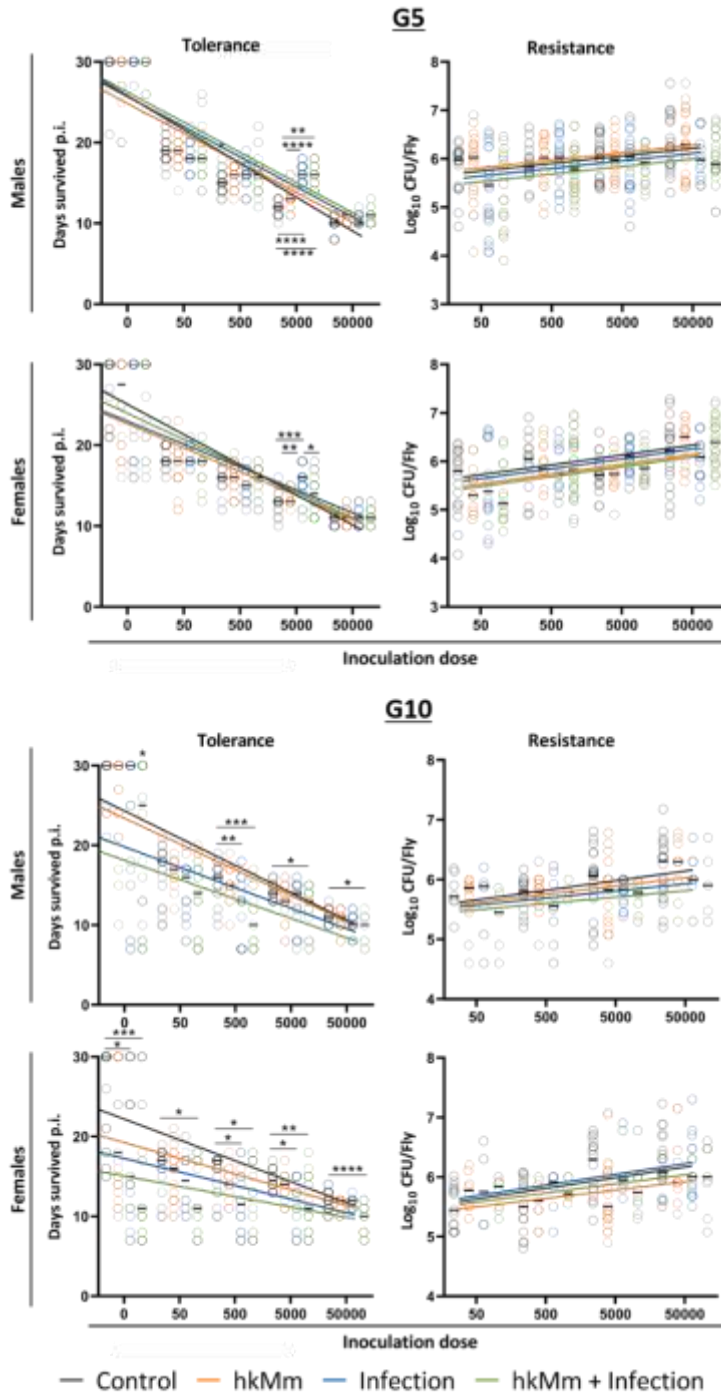 G5
Tolerance
Resistance
Males
Days survived p.i.
30
20
10
0
** 
****
****
****
0 50 500 5000 50000
Log10 CFU/Fly
8
7
6
5
4
3
50 500 5000 50000
Females
Days survived p.i.
30
20
10
0
***
**
*
0 50 500 5000 50000
Log10 CFU/Fly
8
7
6
5
4
3
50 500 5000 50000
Inoculation dose
G10
Tolerance
Resistance
Males
Days survived p.i.
30
20
10
0
*
***
**
*
*
0 50 500 5000 50000
Log10 CFU/Fly
8
7
6
5
4
50 500 5000 50000
Females
Days survived p.i.
30
20
10
0
***
*
*
*
*
**
*
****
0 50 500 5000 50000
Log10 CFU/Fly
8
7
6
5
4
50 500 5000 50000
Inoculation dose
Control hkMm Infection hkMm + Infection